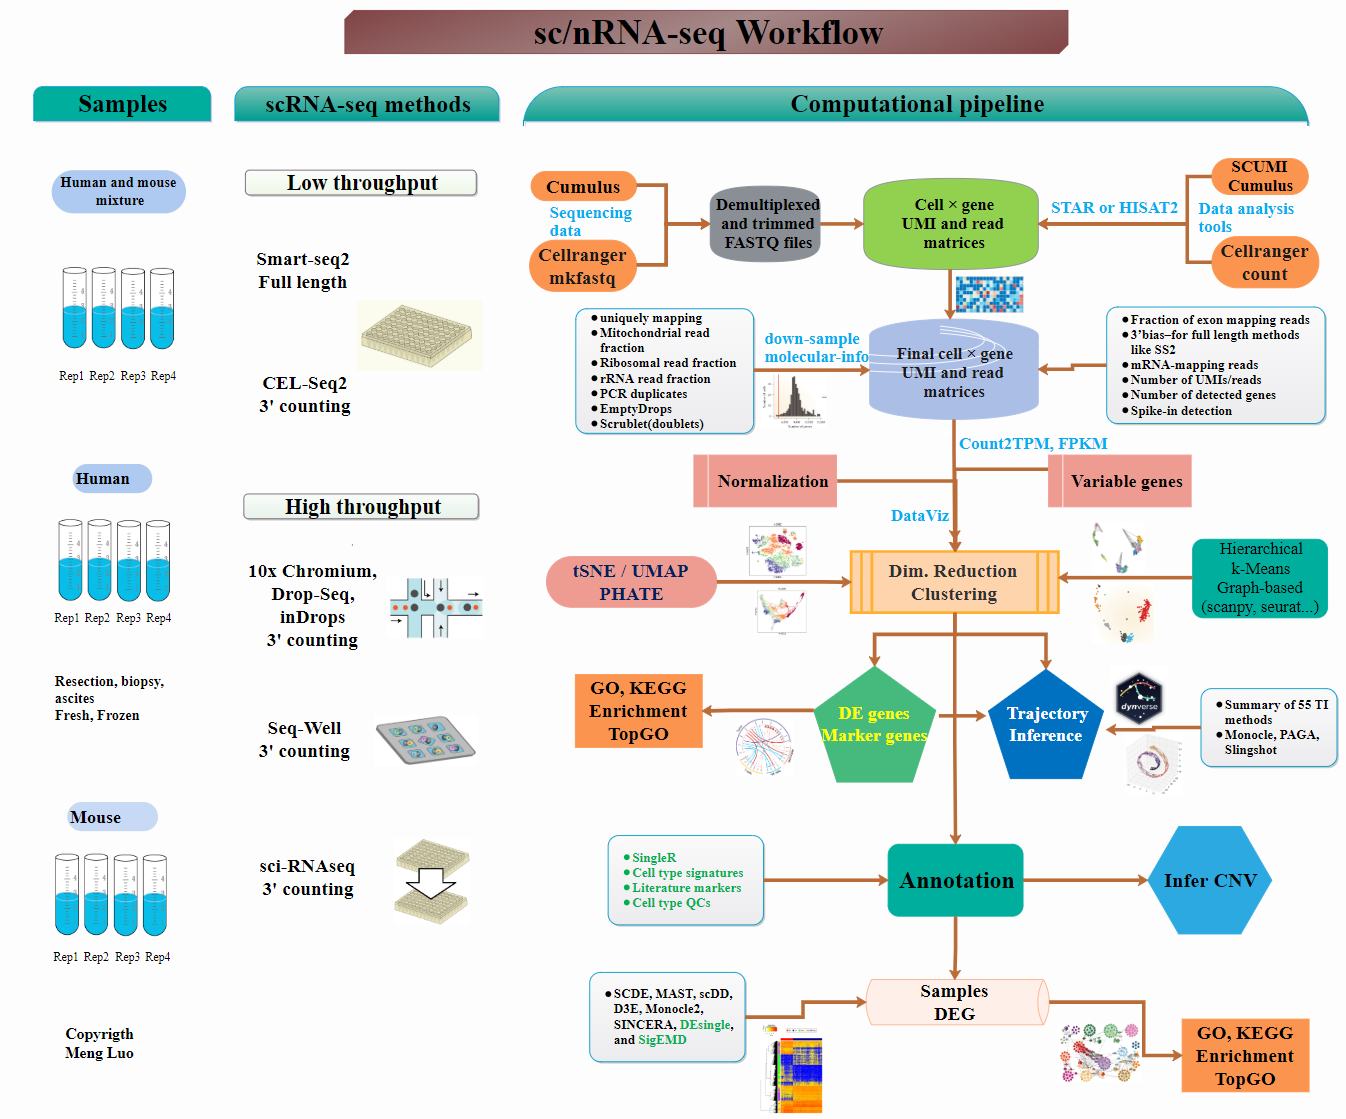 sc/nRNA-seq Workflow
Samples
scRNA-seq methods
Computational pipeline
Human and mouse
mixture
Rep1 Rep2 Rep3 Rep4
Human
Rep1 Rep2 Rep3 Rep4
Resection, biopsy,
ascites
Fresh, Frozen
Mouse
Rep1 Rep2 Rep3 Rep4
Copyrigth
Meng Luo
Low throughput
Smart-seq2
Full length
CEL-Seq2
3' counting
High throughput
10x Chromium,
Drop-Seq,
inDrops
3' counting
Seq-Well
3' counting
sci-RNAseq
3' counting
Cumulus
Sequencing
data
Cellranger
mkfastq
Demultiplexed
and trimmed
FASTQ files
Cell × gene
UMI and read
matrices
STAR or HISAT2
SCUMI
Cumulus
Data analysis
tools
Cellranger
count
uniquely mapping
Mitochondrial read
fraction
Ribosomal read fraction
rRNA read fraction
PCR duplicates
EmptyDrops
Scrublet(doublets)
down-sample
molecular-info
Final cell × gene
UMI and read
matrices
Fraction of exon mapping reads
3’bias–for full length methods
like SS2
mRNA-mapping reads
Number of UMIs/reads
Number of detected genes
Spike-in detection
Count2TPM, FPKM
Normalization
Variable genes
DataViz
tSNE / UMAP
PHATE
Dim. Reduction
Clustering
Hierarchical
k-Means
Graph-based
(scanpy, seurat...)
GO, KEGG
Enrichment
TopGO
DE genes
Marker genes
Trajectory
Inference
dynverse
Summary of 55 TI
methods
Monocle, PAGA,
Slingshot
SingleR
Cell type signatures
Literature markers
Cell type QCs
Annotation
Infer CNV
SCDE, MAST, scDD,
D3E, Monocle2,
SINCERA, DEsingle,
and SigEMD
Samples
DEG
GO, KEGG
Enrichment
TopGO